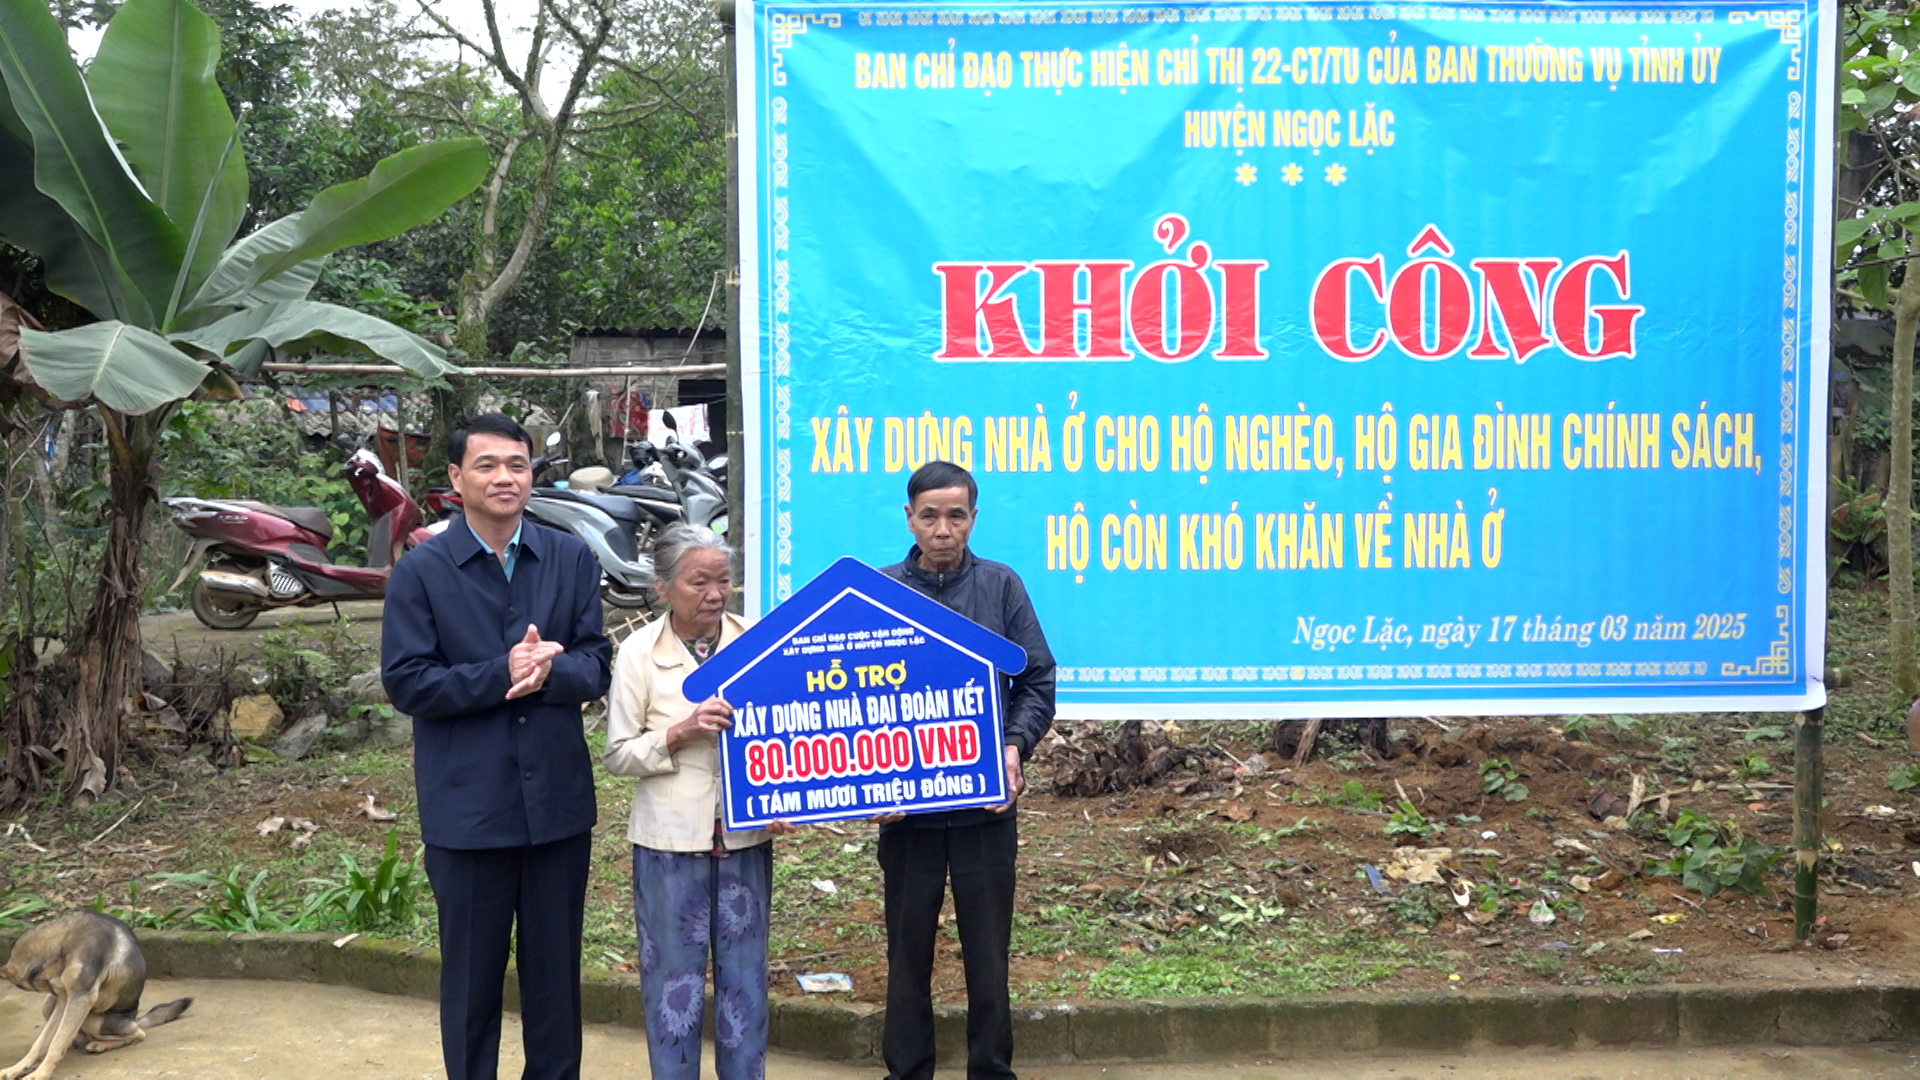 BAN CHỈ ĐẠO THỰC HIỆN CHỈ THỊ 22-CT/TU CỦA BAN THƯỜNG VỤ TỈNH ỦY
HUYỆN NGỌC LẶC
* * *
KHỞI CÔNG
XÂY DỰNG NHÀ Ở CHO HỘ NGHÈO, HỘ GIA ĐÌNH CHÍNH SÁCH,
HỘ CÒN KHÓ KHĂN VỀ NHÀ Ở
Ngọc Lặc, ngày 17 tháng 03 năm 2025
BAN CHỈ ĐẠO CUỘC VẬN ĐỘNG
XÂY DỰNG NHÀ Ở HUYỆN NGỌC LẶC
HỖ TRỢ
XÂY DỰNG NHÀ ĐẠI ĐOÀN KẾT
80.000.000 VNĐ
( TÁM MƯƠI TRIỆU ĐỒNG )